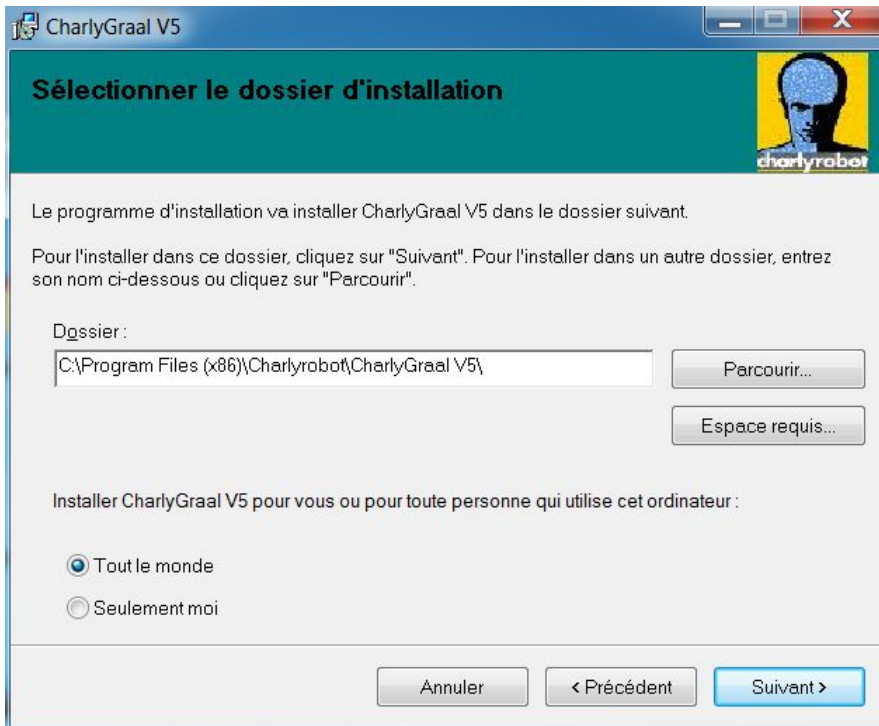 CharlyGraal V5
Sélectionner le dossier d'installation
charlyrobot
Le programme d'installation va installer CharlyGraal V5 dans le dossier suivant.
Pour l'installer dans ce dossier, cliquez sur "Suivant". Pour l'installer dans un autre dossier, entrez
son nom ci-dessous ou cliquez sur "Parcourir".
Dossier :
C:\Program Files (x86)\Charlyrobot\CharlyGraal V5\
Parcourir...
Espace requis...
Installer CharlyGraal V5 pour vous ou pour toute personne qui utilise cet ordinateur :
Tout le monde
Seulement moi
Annuler
< Précédent
Suivant >